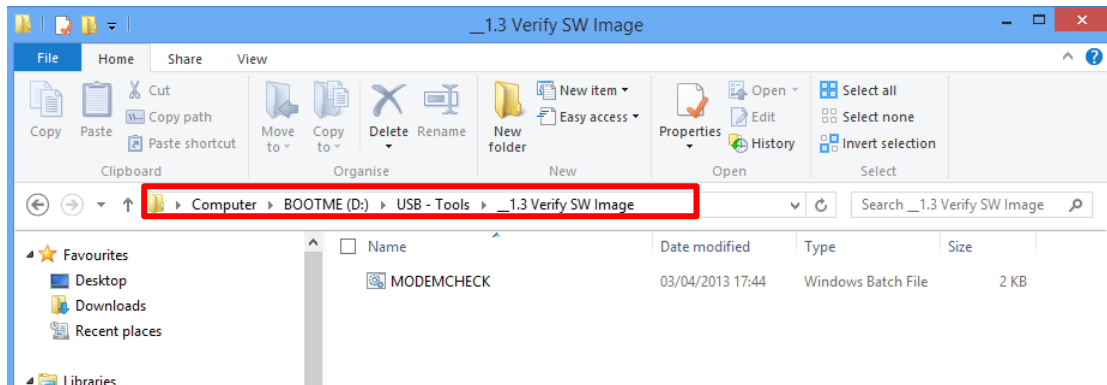 __1.3 Verify SW Image
File Home Share View
Copy Paste Cut Copy path Paste shortcut
Move to Copy to Delete Rename
New folder New item Easy access
Properties Open Edit History
Select all Select none Invert selection
Clipboard Organise New Open Select
Computer BOOTME (D:) USB - Tools __1.3 Verify SW Image Search __1.3 Verify SW Image
Favourites
Desktop
Downloads
Recent places
Libraries
Name Date modified Type Size
MODEMCHECK 03/04/2013 17:44 Windows Batch File 2 KB